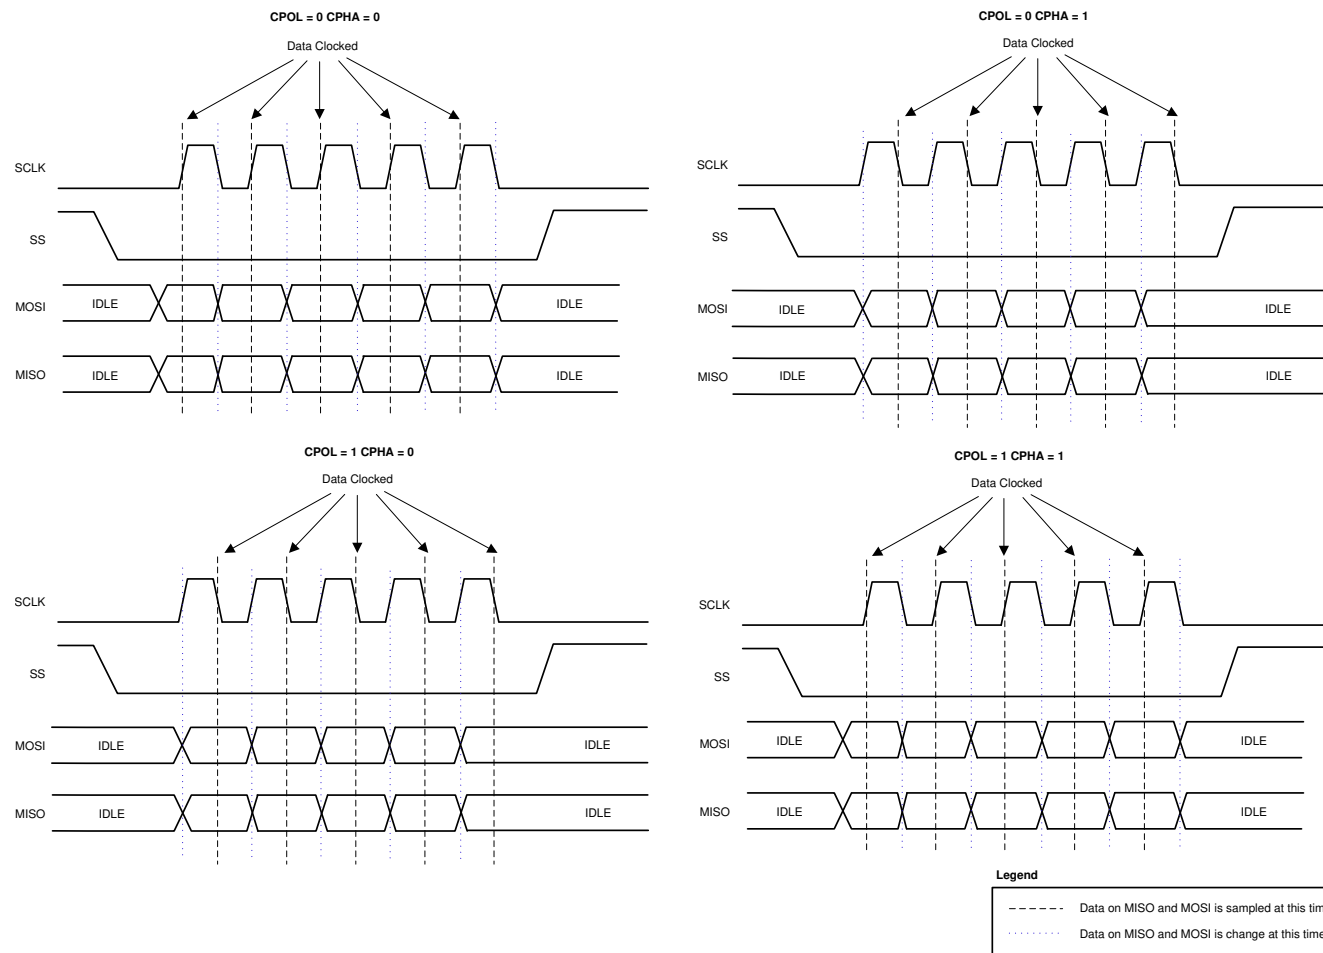 CPOL = 0 CPHA = 0
Data Clocked
SCLK
SS
MOSI IDLE IDLE
MISO IDLE IDLE
CPOL = 0 CPHA = 1
Data Clocked
SCLK
SS
MOSI IDLE IDLE
MISO IDLE IDLE
CPOL = 1 CPHA = 0
Data Clocked
SCLK
SS
MOSI IDLE IDLE
MISO IDLE IDLE
CPOL = 1 CPHA = 1
Data Clocked
SCLK
SS
MOSI IDLE IDLE
MISO IDLE IDLE
Legend
Data on MISO and MOSI is sampled at this tim
Data on MISO and MOSI is change at this time